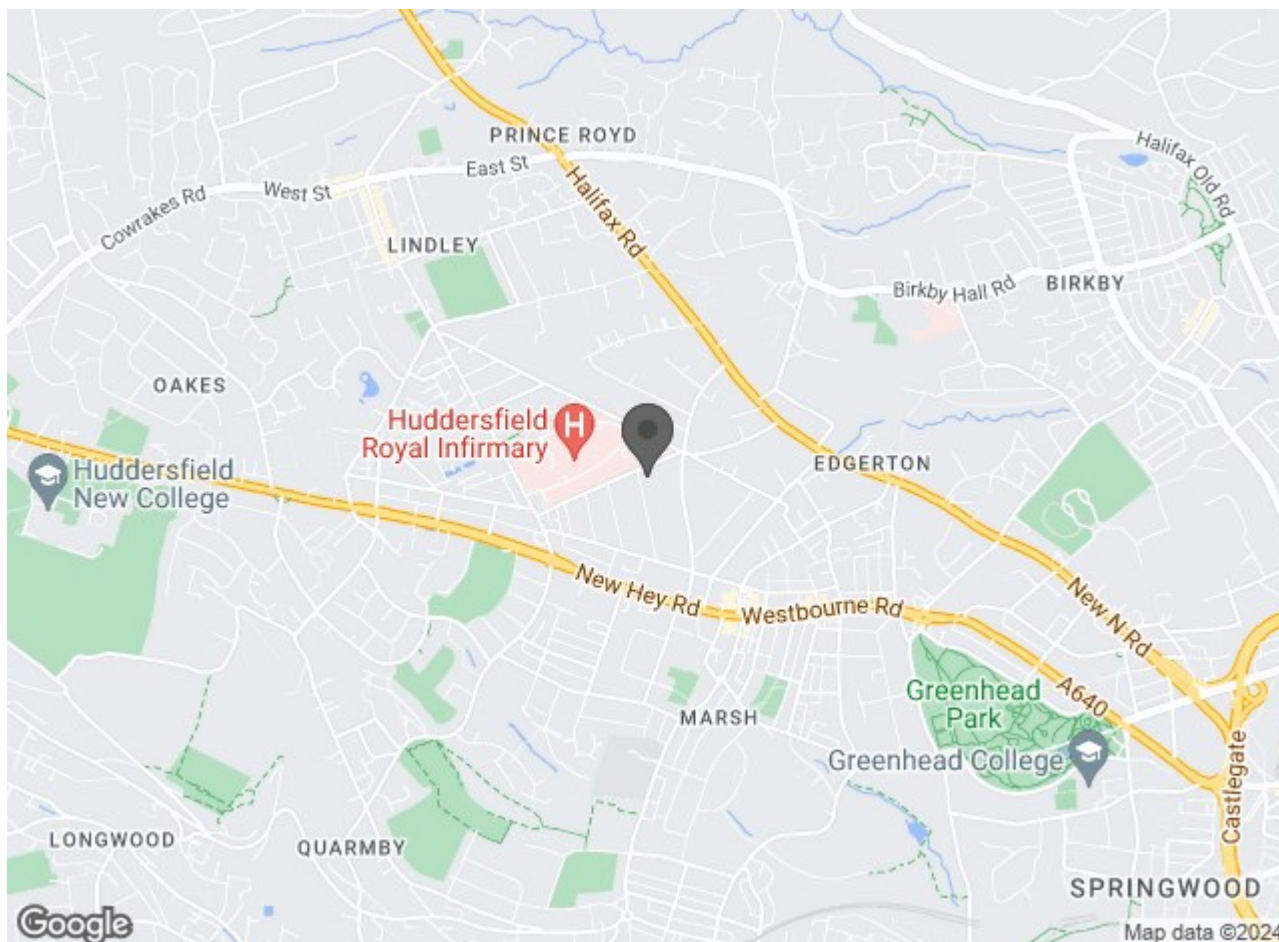 PRINCE ROYD
East St
West St
Cowrakes Rd
Halifax Old Rd
Halifax Rd
LINDLEY
Birkby Hall Rd
BIRKBY
OAKES
Huddersfield
Royal Infirmary
H
EDGERTON
Huddersfield
New College
New Hey Rd
Westbourne Rd
New N Rd
A640
Greenhead
Park
MARSH
Greenhead College
Castlegate
LONGWOOD
QUARMBY
SPRINGWOOD
Google
Map data ©2024